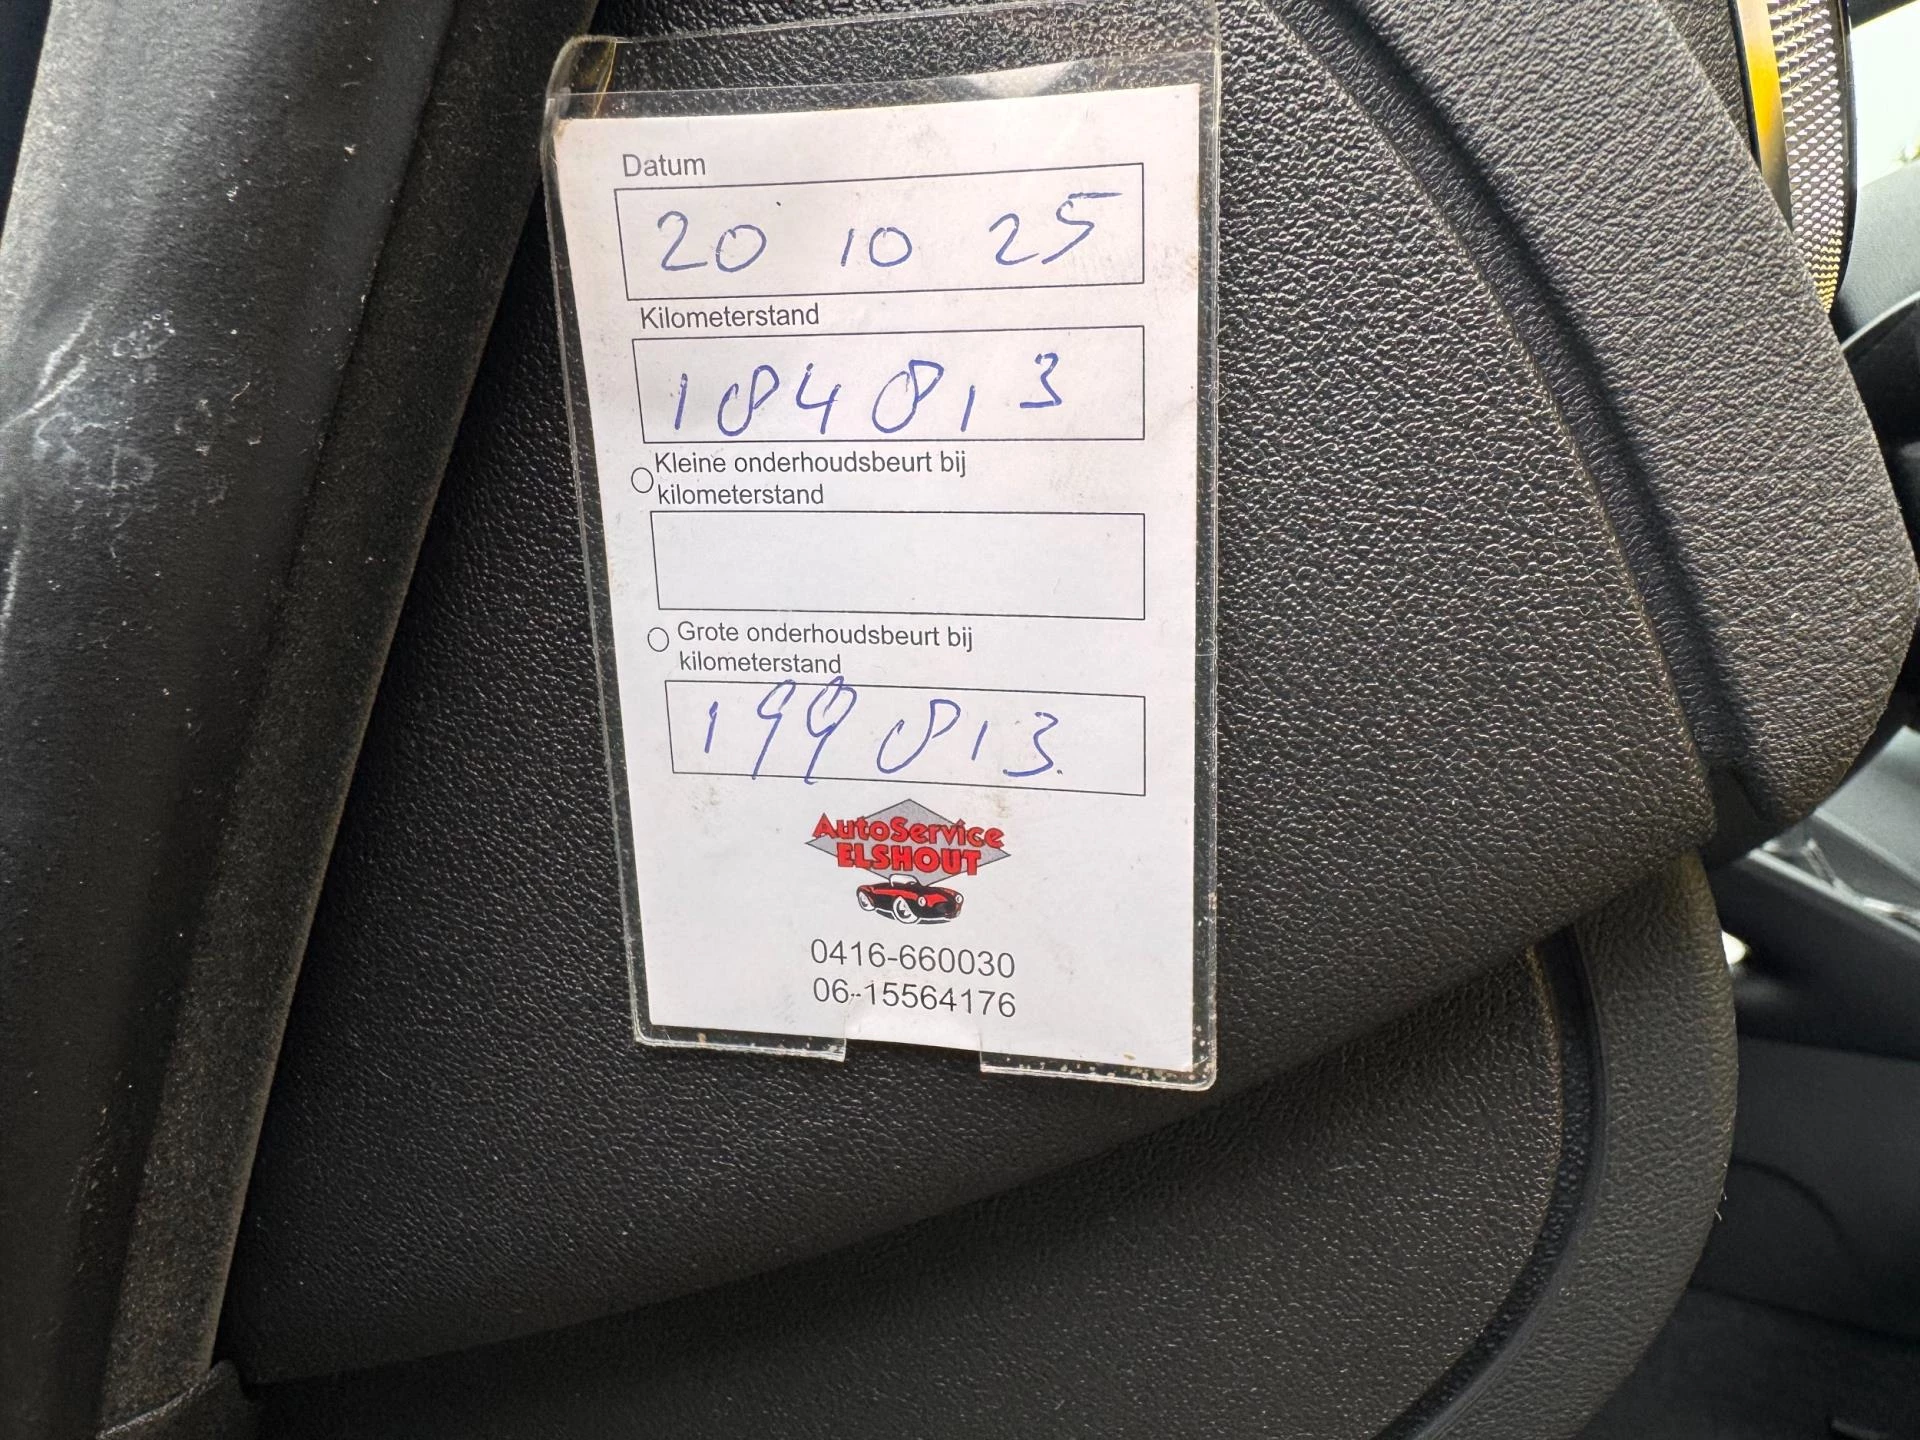 Datum
20 10 25
Kilometerstand
184813
Kleine onderhoudsbeurt bij
kilometerstand
Grote onderhoudsbeurt bij
kilometerstand
199813.
AutoService
ELSHOUT
0416-660030
06-15564176